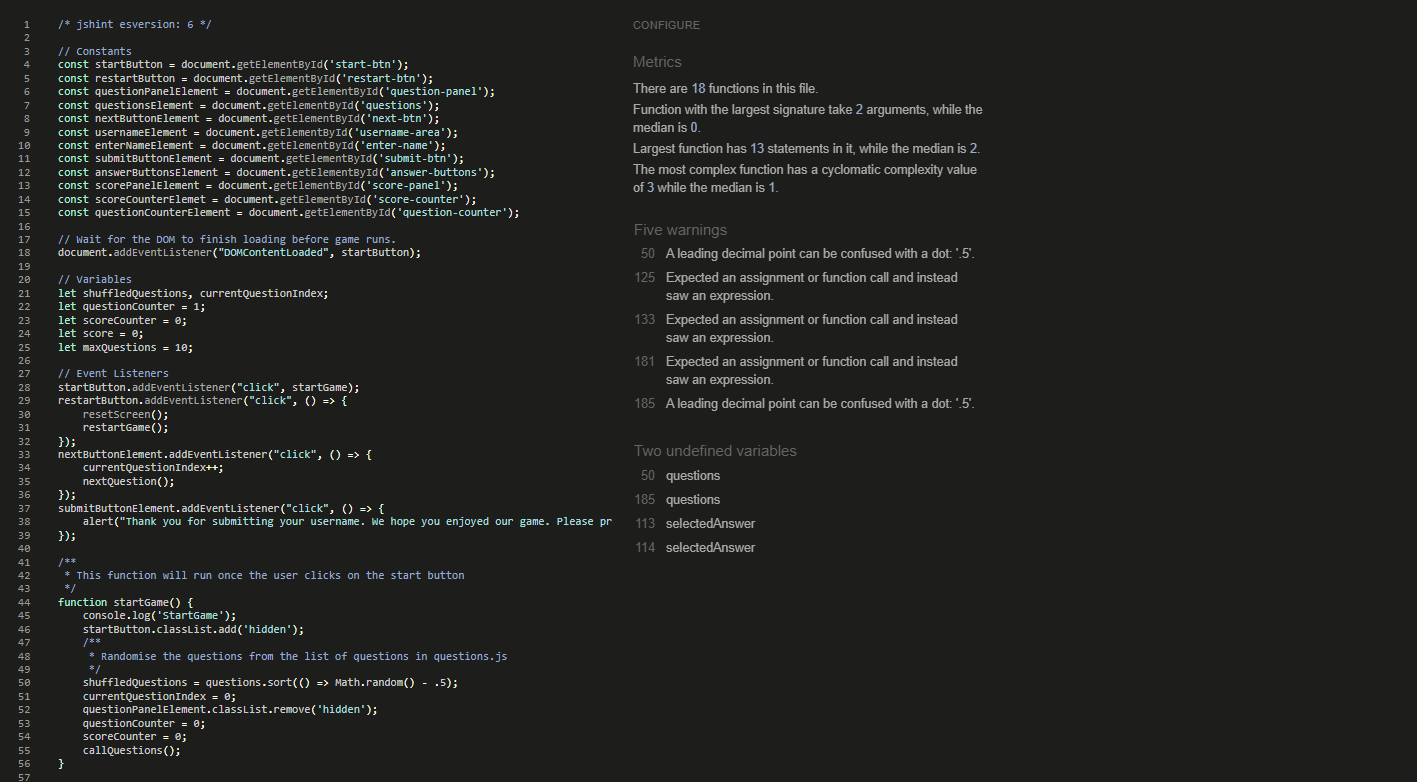 1 /* jshint esversion: 6 */
2
3 // Constants
4 const startButton = document.getElementById('start-btn');
5 const restartButton = document.getElementById('restart-btn');
6 const questionPanelElement = document.getElementById('question-panel');
7 const questionsElement = document.getElementById('questions');
8 const nextButtonElement = document.getElementById('next-btn');
9 const usernameElement = document.getElementById('username-area');
10 const enterNameElement = document.getElementById('enter-name');
11 const submitButtonElement = document.getElementById('submit-btn');
12 const answerButtonsElement = document.getElementById('answer-buttons');
13 const scorePanelElement = document.getElementById('score-panel');
14 const scoreCounterElemet = document.getElementById('score-counter');
15 const questionCounterElement = document.getElementById('question-counter');
16
17 // Wait for the DOM to finish loading before game runs.
18 document.addEventListener("DOMContentLoaded", startButton);
19
20 // Variables
21 let shuffledQuestions, currentQuestionIndex;
22 let questionCounter = 1;
23 let scoreCounter = 0;
24 let score = 0;
25 let maxQuestions = 10;
26
27 // Event Listeners
28 startButton.addEventListener("click", startGame);
29 restartButton.addEventListener("click", () => {
30     resetScreen();
31     restartGame();
32 });
33 nextButtonElement.addEventListener("click", () => {
34     currentQuestionIndex++;
35     nextQuestion();
36 });
37 submitButtonElement.addEventListener("click", () => {
38     alert("Thank you for submitting your username. We hope you enjoyed our game. Please pr
39 });
40
41 /**
42  * This function will run once the user clicks on the start button
43  */
44 function startGame() {
45     console.log('StartGame');
46     startButton.classList.add('hidden');
47     /**
48      * Randomise the questions from the list of questions in questions.js
49      */
50     shuffledQuestions = questions.sort(() => Math.random() - .5);
51     currentQuestionIndex = 0;
52     questionPanelElement.classList.remove('hidden');
53     questionCounter = 0;
54     scoreCounter = 0;
55     callQuestions();
56 }
57
CONFIGURE
Metrics
There are 18 functions in this file.
Function with the largest signature take 2 arguments, while the
median is 0.
Largest function has 13 statements in it, while the median is 2.
The most complex function has a cyclomatic complexity value
of 3 while the median is 1.
Five warnings
50 A leading decimal point can be confused with a dot: '.5'.
125 Expected an assignment or function call and instead
saw an expression.
133 Expected an assignment or function call and instead
saw an expression.
181 Expected an assignment or function call and instead
saw an expression.
185 A leading decimal point can be confused with a dot: '.5'.
Two undefined variables
50 questions
185 questions
113 selectedAnswer
114 selectedAnswer